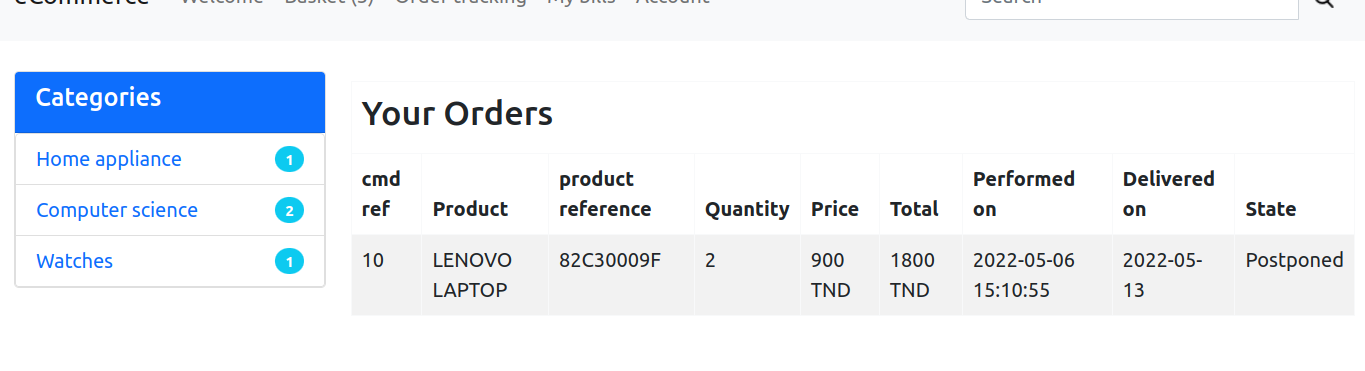 eCommerce Welcome Basket (3) Order tracking My bills Account Search
Categories
Home appliance 1
Computer science 2
Watches 1
Your Orders
cmd ref Product product reference Quantity Price Total Performed on Delivered on State
10 LENOVO LAPTOP 82C30009F 2 900 TND 1800 TND 2022-05-06 15:10:55 2022-05-13 Postponed